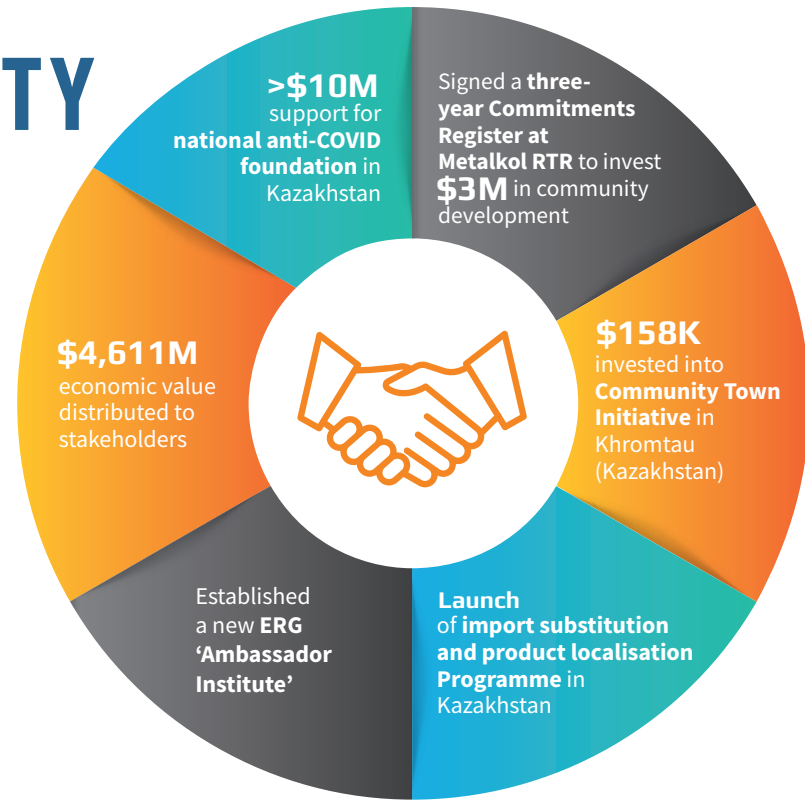 TY
>$10M
support for
national anti-COVID
foundation in
Kazakhstan
Signed a three-
year Commitments
Register at
Metalkol RTR to invest
$3M in community
development
$158K
invested into
Community Town
Initiative in
Khromtau
(Kazakhstan)
Launch
of import substitution
and product localisation
Programme in
Kazakhstan
Established
a new ERG
‘Ambassador
Institute’
$4,611M
economic value
distributed to
stakeholders